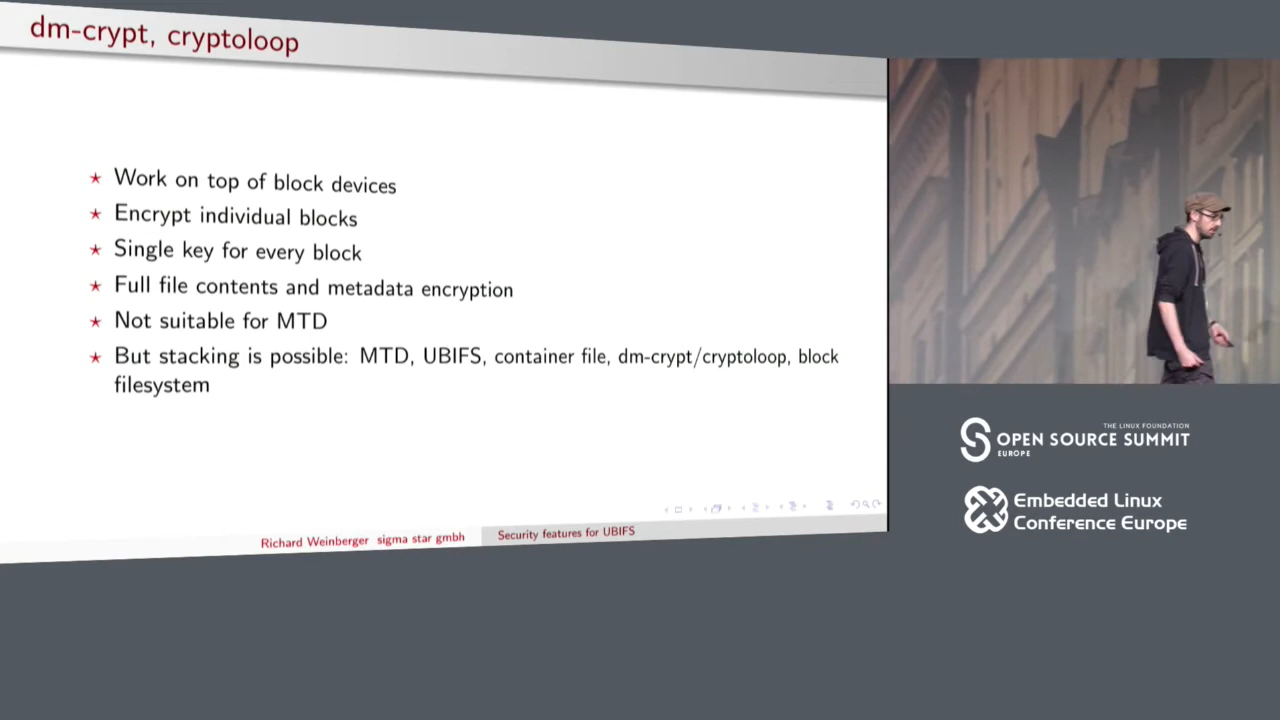 dm-crypt, cryptoloop
★ Work on top of block devices
★ Encrypt individual blocks
★ Single key for every block
★ Full file contents and metadata encryption
★ Not suitable for MTD
★ But stacking is possible: MTD, UBIFS, container file, dm-crypt/cryptoloop, block
filesystem
Richard Weinberger sigma star gmbh
Security features for UBIFS
THE LINUX FOUNDATION
OPEN SOURCE SUMMIT
EUROPE
Embedded Linux
Conference Europe